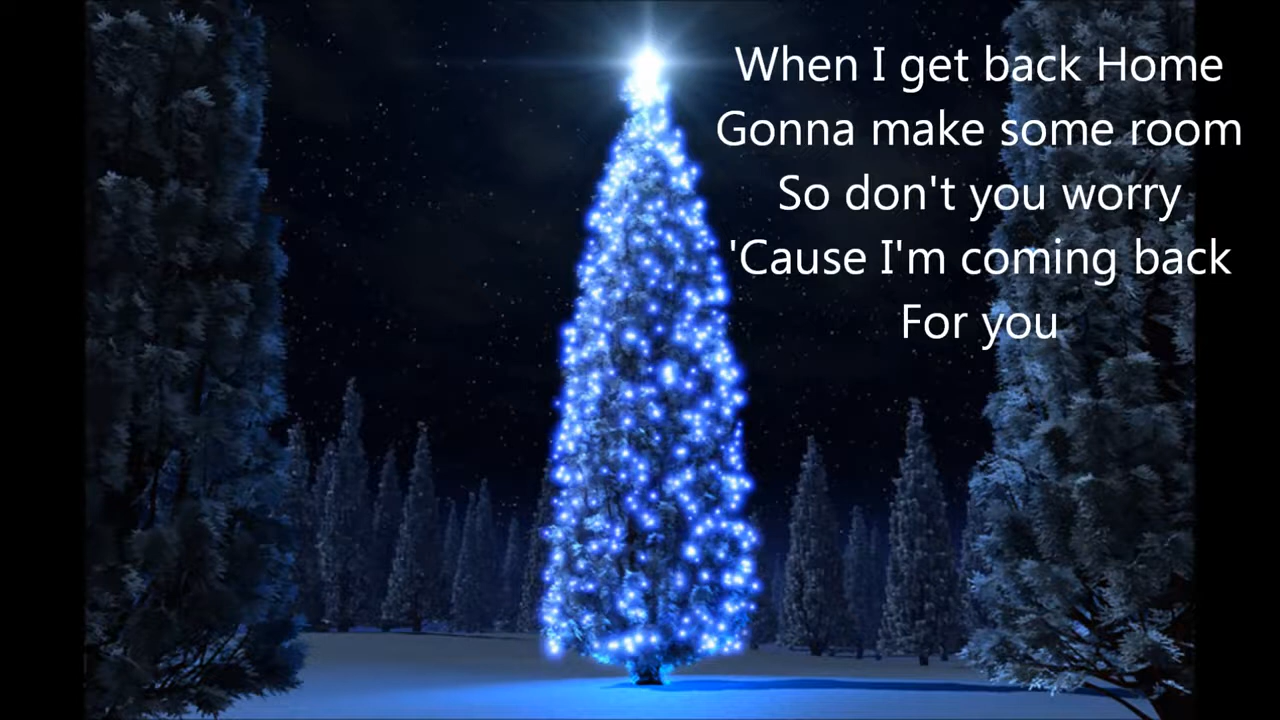 When I get back Home
Gonna make some room
So don't you worry
'Cause I'm coming back
For you